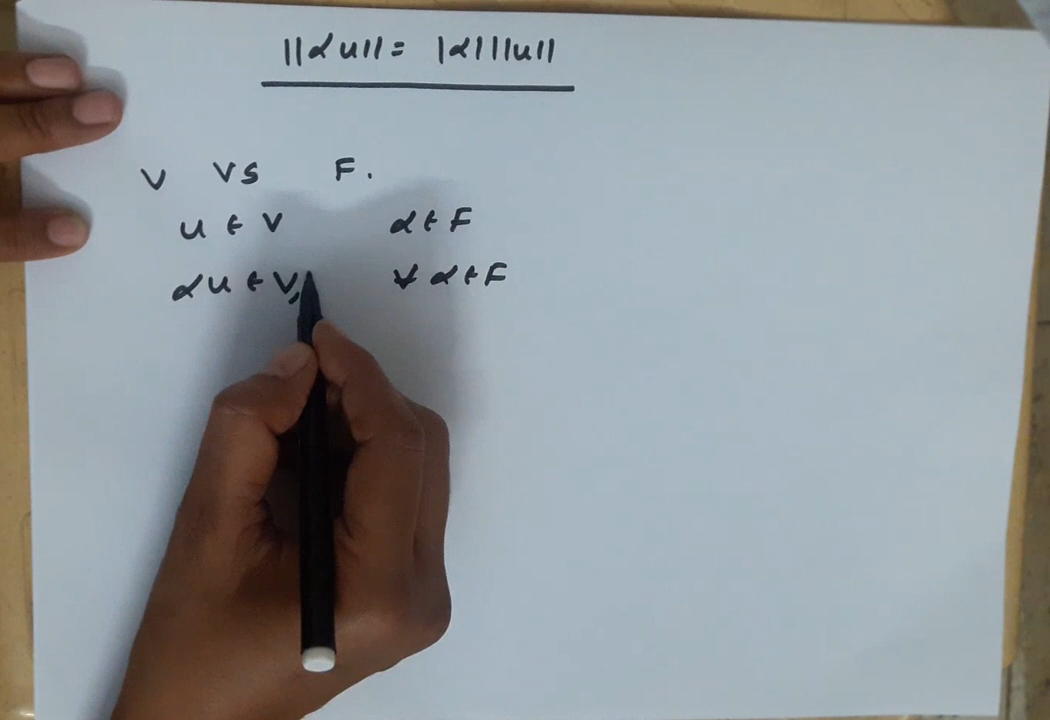 ||αu|| = |α| ||u||
V VS F.
u ∈ V α ∈ F
αu ∈ V, ∀ α ∈ F